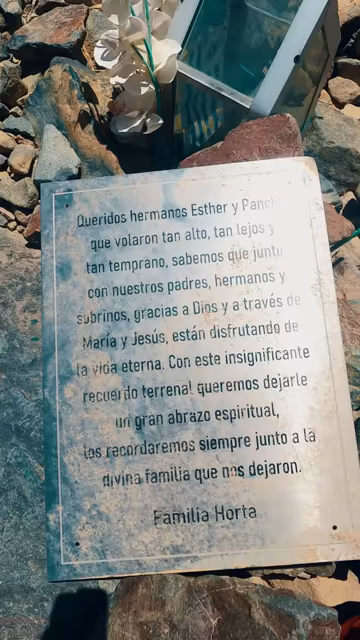 Queridos hermanos Esther y Panch
que volaron tan alto, tan lejos y
tan temprano, sabemos que junto
con nuestros padres, hermanos y
sobrinos, gracias a Dios y a través de
María y Jesús, están disfrutando de
la vida eterna. Con este insignificante
recuerdo terrenal queremos dejarle
un gran abrazo espiritual,
los recordaremos siempre junto a la
divina familia que nos dejaron.
Familia Horta